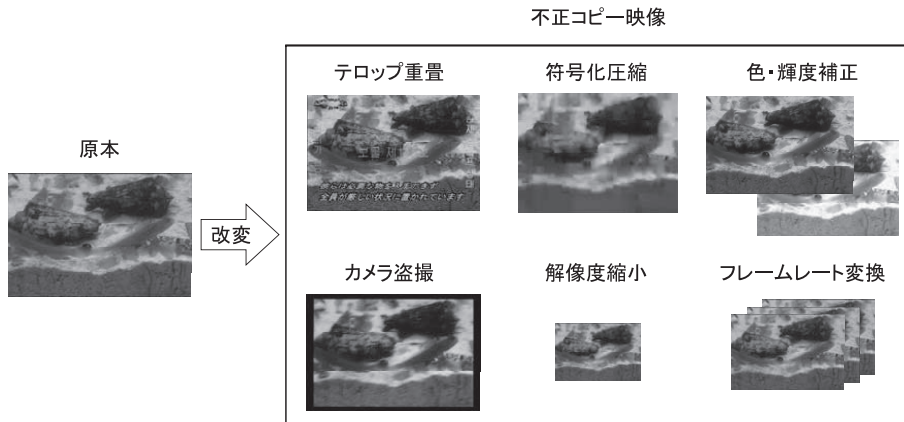 不正コピー映像
テロップ重畳
符号化圧縮
色・輝度補正
原本
改変
全員が厳しい状況に置かれています
カメラ盗撮
解像度縮小
フレームレート変換